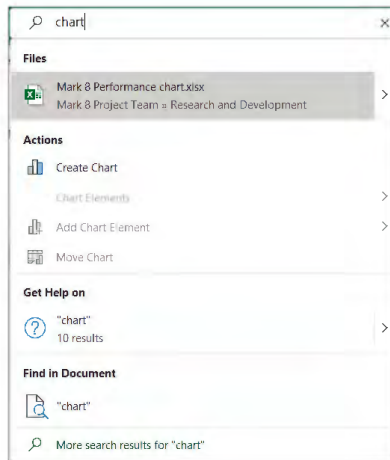 chart
Files
Mark 8 Performance chart.xlsx
Mark 8 Project Team » Research and Development
Actions
Create Chart
Chart Elements
Add Chart Element
Move Chart
Get Help on
"chart"
10 results
Find in Document
"chart"
More search results for "chart"